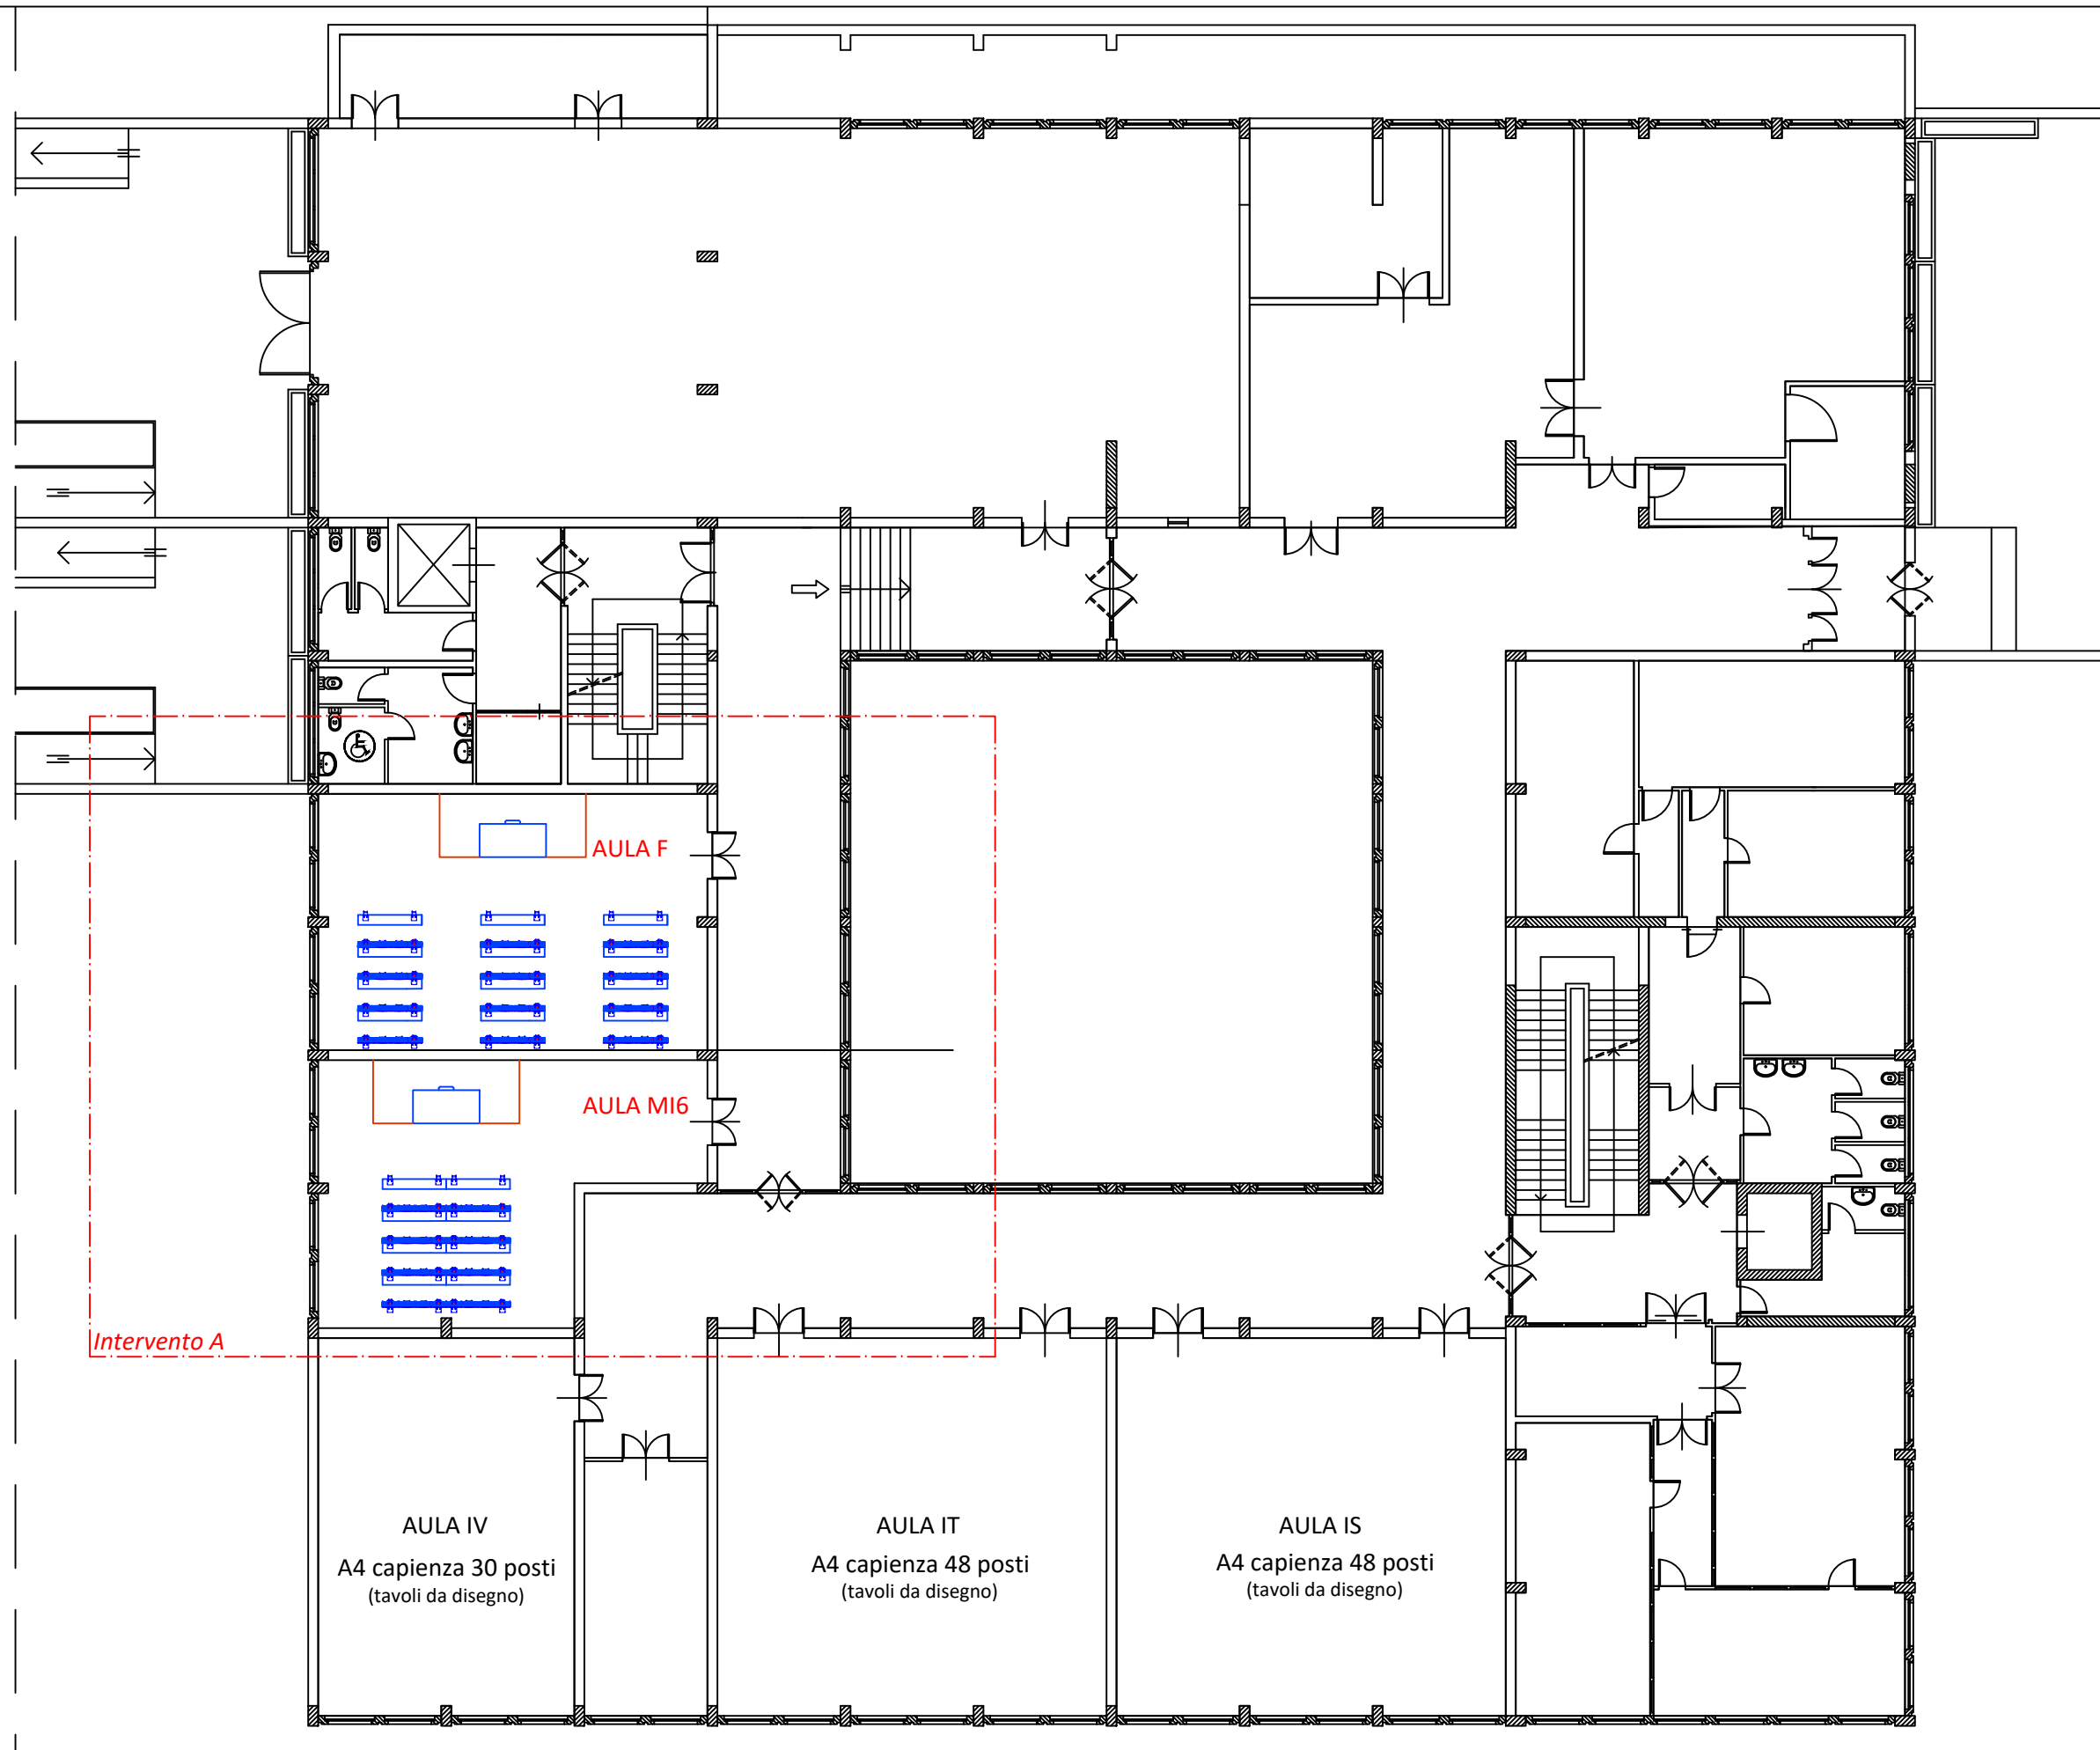 AULA F
AULA MI6
Intervento A
AULA IV
A4 capienza 30 posti
(tavoli da disegno)
AULA IT
A4 capienza 48 posti
(tavoli da disegno)
AULA IS
A4 capienza 48 posti
(tavoli da disegno)